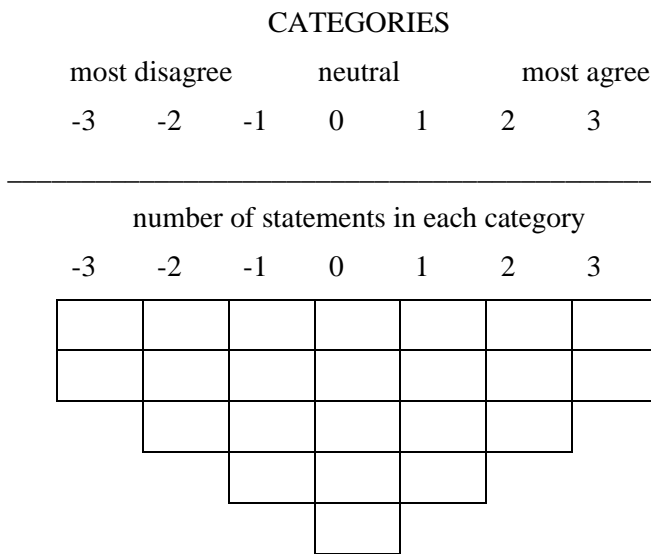 CATEGORIES
most disagree neutral most agree
-3 -2 -1 0 1 2 3
number of statements in each category
-3 -2 -1 0 1 2 3